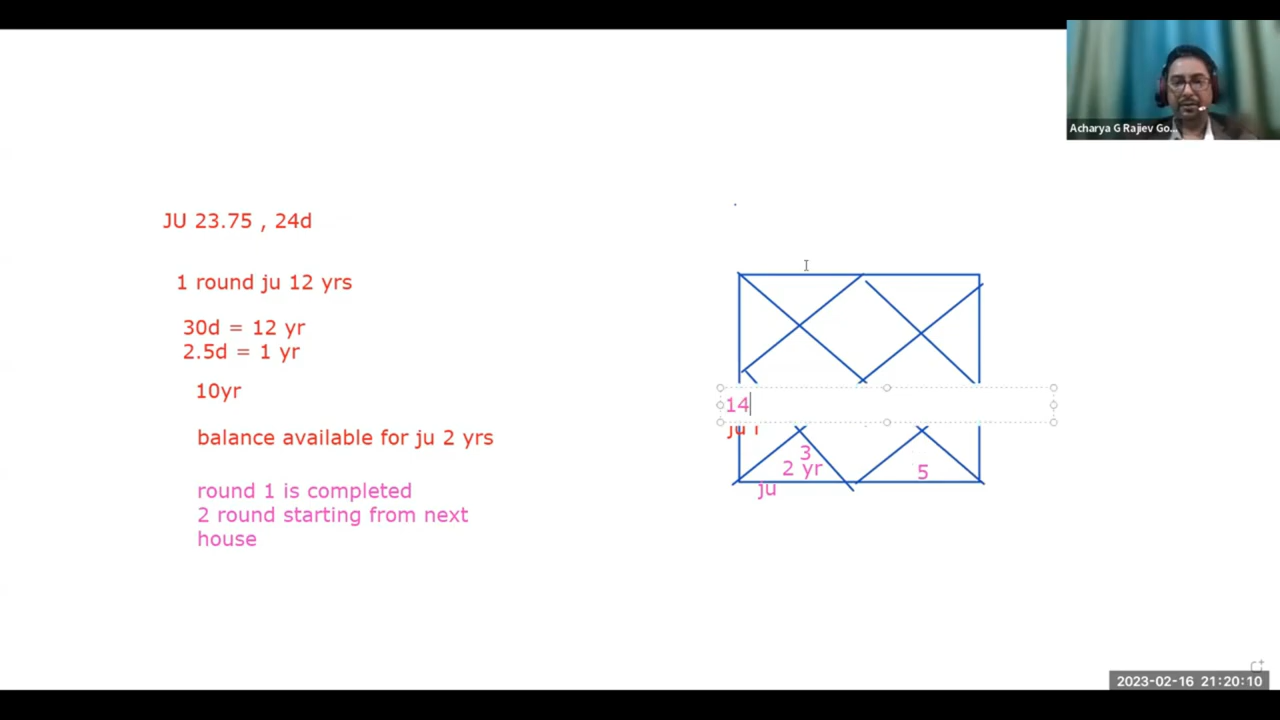 Acharya G Rajiev Go...
JU 23.75 , 24d
1 round ju 12 yrs
30d = 12 yr
2.5d = 1 yr
10yr
balance available for ju 2 yrs
round 1 is completed
2 round starting from next
house
14
ju r
3
2 yr
5
ju
2023-02-16 21:20:10